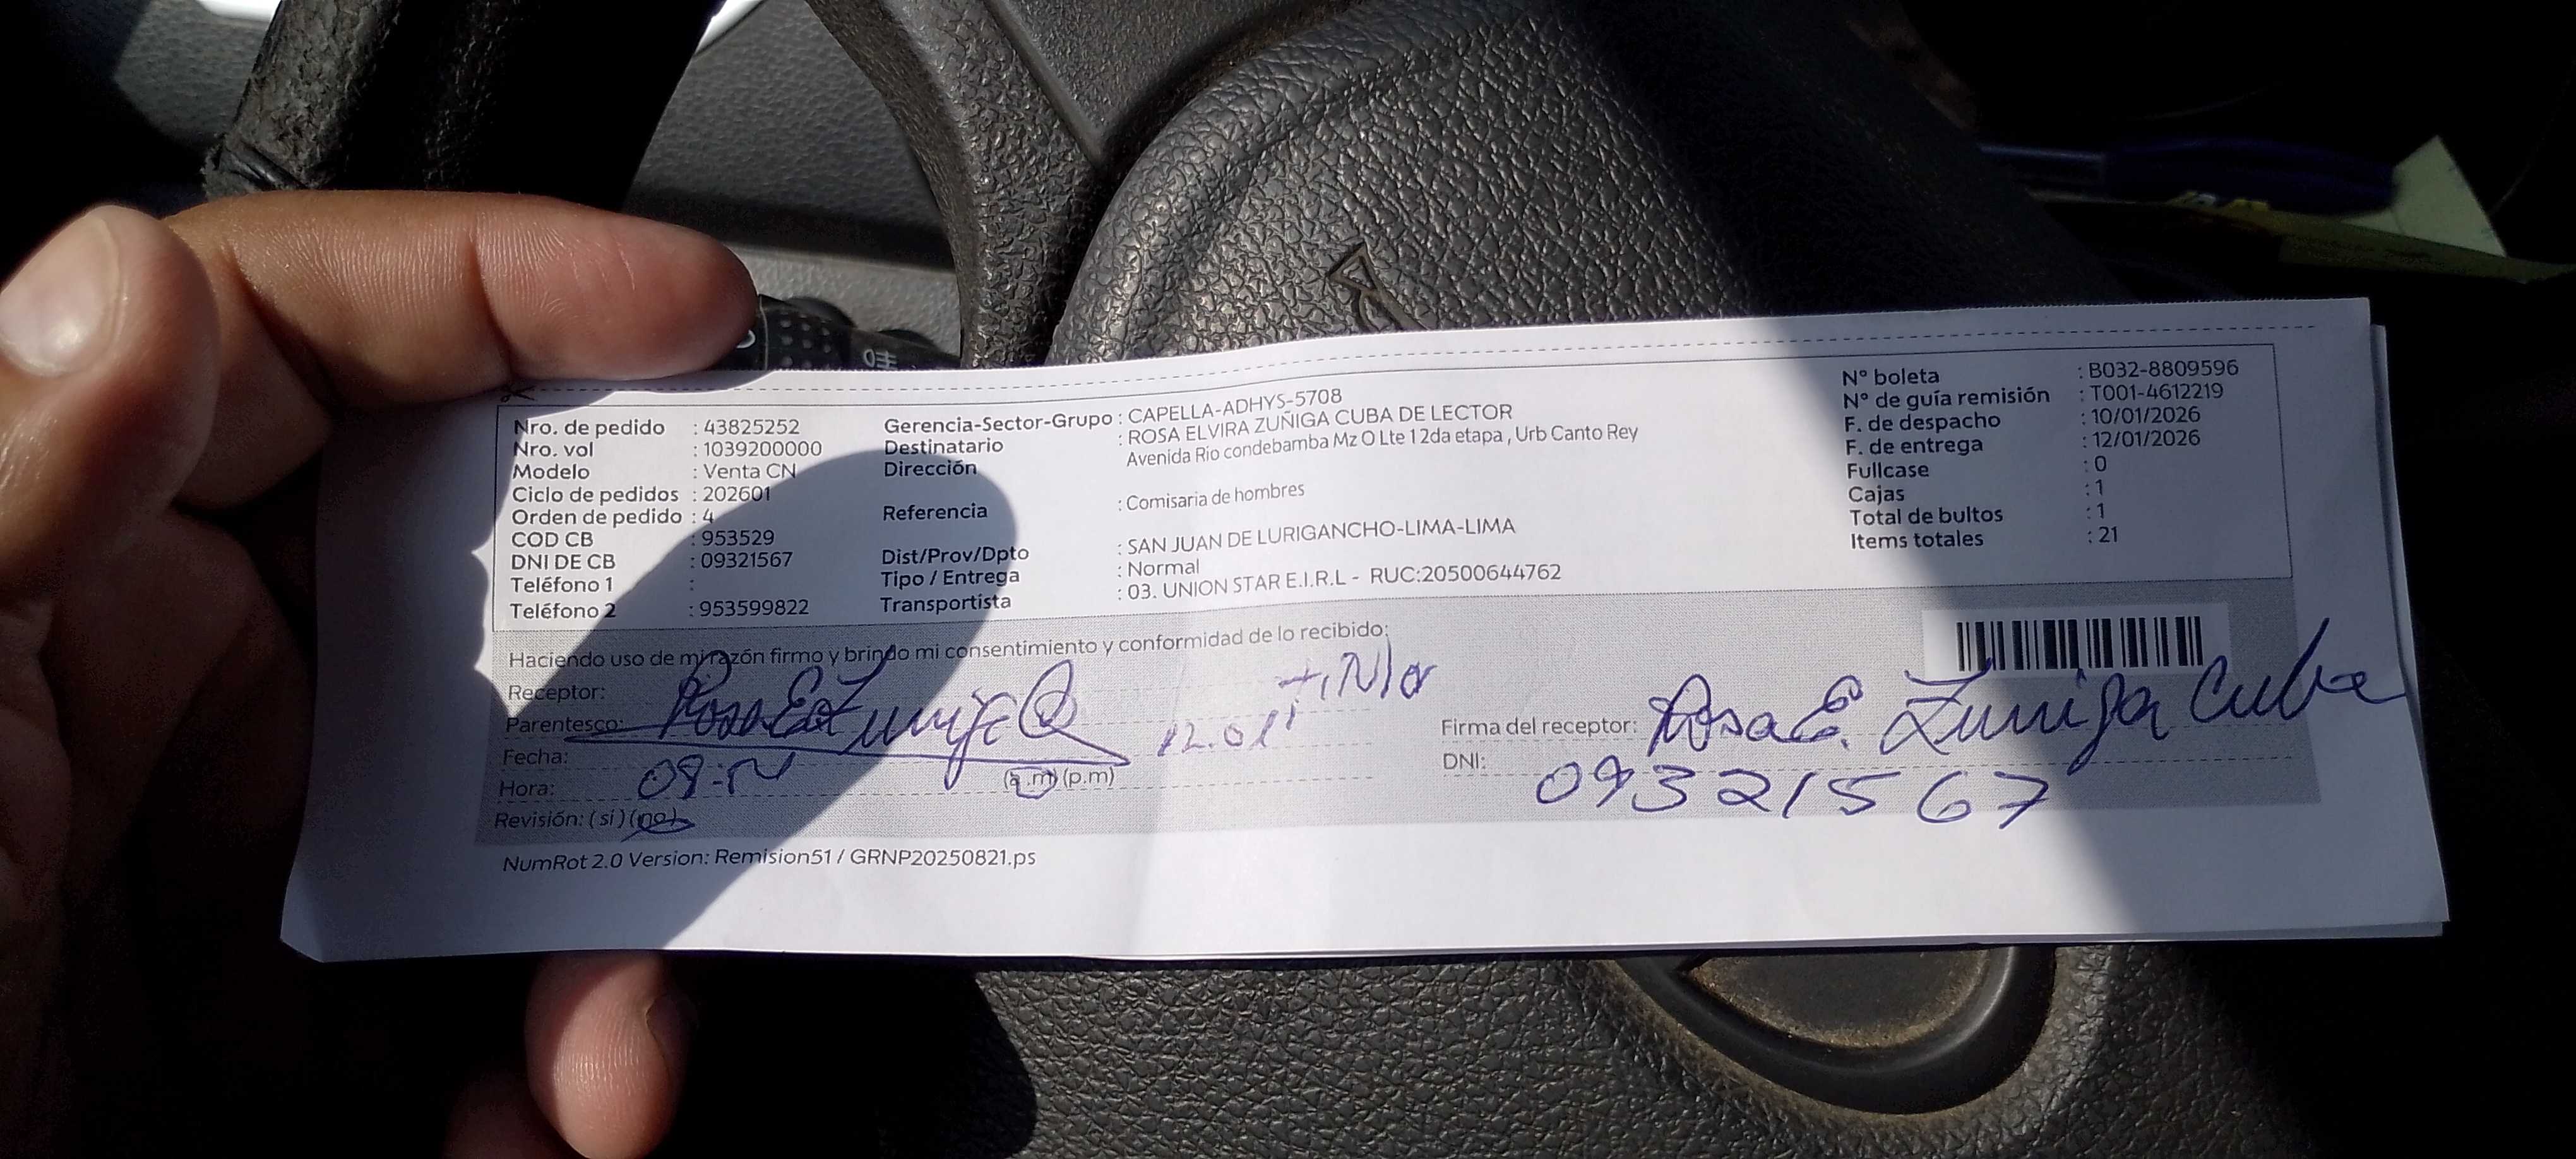 Nro. de pedido : 43825252
Nro. vol : 1039200000
Modelo : Venta CN
Ciclo de pedidos : 202601
Orden de pedido : 4
COD CB : 953529
DNI DE CB : 09321567
Teléfono 1 :
Teléfono 2 : 953599822
Gerencia-Sector-Grupo : CAPELLA-ADHYS-5708
Destinatario : ROSA ELVIRA ZUÑIGA CUBA DE LECTOR
Dirección : Avenida Rio condebamba Mz O Lte 1 2da etapa , Urb Canto Rey
Referencia : Comisaria de hombres
Dist/Prov/Dpto : SAN JUAN DE LURIGANCHO-LIMA-LIMA
Tipo / Entrega : Normal
Transportista : 03. UNION STAR E.I.R.L - RUC:20500644762
N° boleta : B032-8809596
N° de guía remisión : T001-4612219
F. de despacho : 10/01/2026
F. de entrega : 12/01/2026
Fullcase : 0
Cajas : 1
Total de bultos : 1
Items totales : 21
Haciendo uso de mi razón firmo y brindo mi consentimiento y conformidad de lo recibido:
Receptor: Rosa E Zuniga
Parentesco: 12.01
Fecha:
Hora: (a.m) (p.m)
Revisión: (si) (no)
Firma del receptor: Rosa E. Zuniga Cuba
DNI: 09321567
NumRot 2.0 Version: Remision51 / GRNP20250821.ps